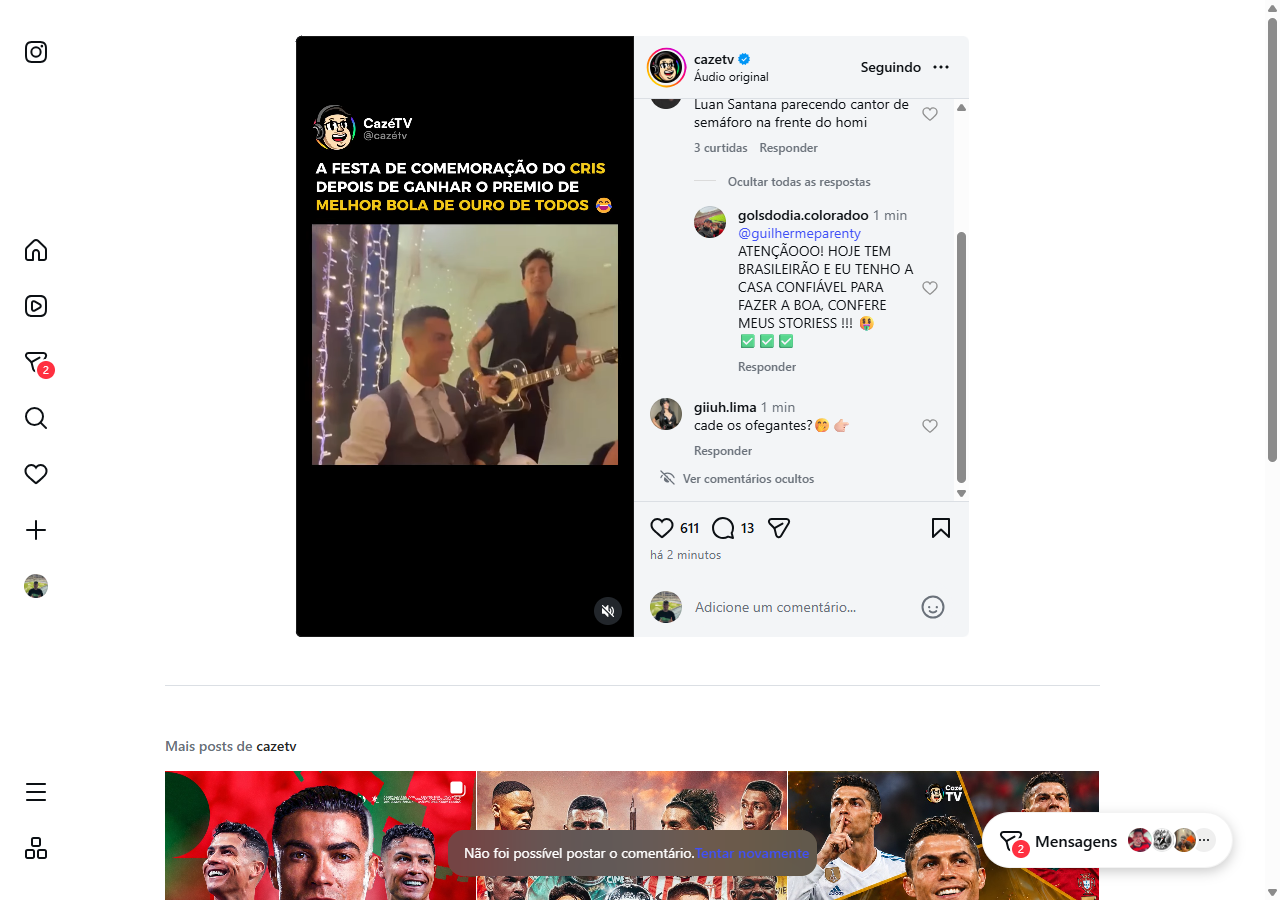 CazéTV
@cazétv
A FESTA DE COMEMORAÇÃO DO CRIS
DEPOIS DE GANHAR O PREMIO DE
MELHOR BOLA DE OURO DE TODOS 😂
cazetv
Áudio original
Seguindo
Luan Santana parecendo cantor de
semáforo na frente do homi
3 curtidas Responder
Ocultar todas as respostas
golsdodia.coloradoo 1 min
@guilhermeparenty
ATENÇÃOOO! HOJE TEM
BRASILEIRÃO E EU TENHO A
CASA CONFIÁVEL PARA
FAZER A BOA, CONFERE
MEUS STORIESS !!! 🤑
✅ ✅ ✅
Responder
giiuh.lima 1 min
cade os ofegantes?🤭👉🏻
Responder
Ver comentários ocultos
611 13
há 2 minutos
Adicione um comentário...
2
Mais posts de cazetv
Cazé
TV
Não foi possível postar o comentário.Tentar novamente
2
Mensagens